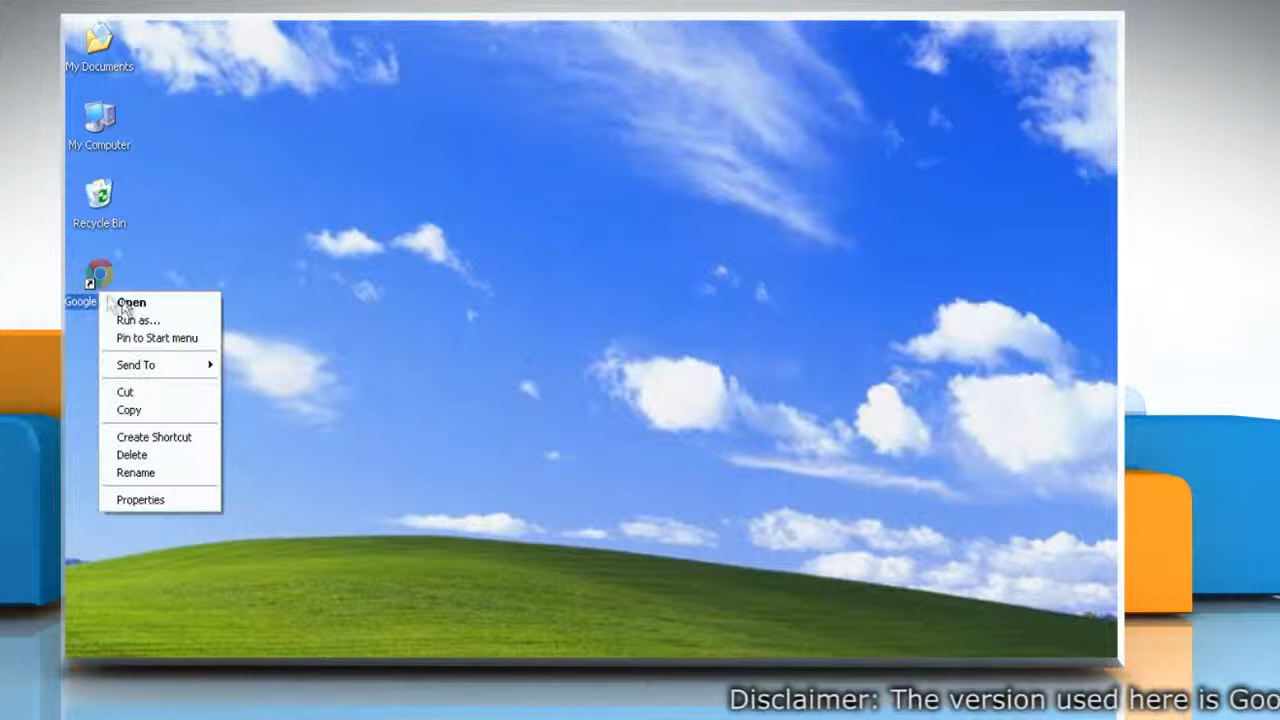 My Documents
My Computer
Recycle Bin
Google
Open
Run as...
Pin to Start menu
Send To
Cut
Copy
Create Shortcut
Delete
Rename
Properties
Disclaimer: The version used here is Goo